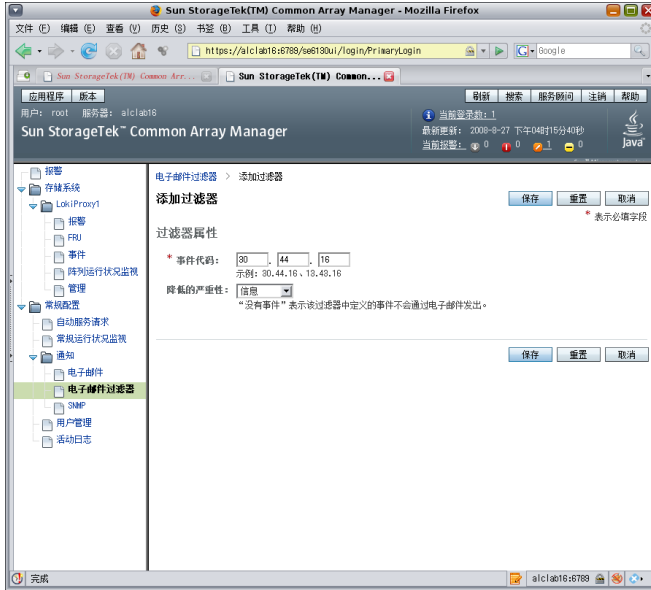 Sun StorageTek(TM) Common Array Manager - Mozilla Firefox
文件 (F) 编辑 (E) 查看 (V) 历史 (S) 书签 (B) 工具 (T) 帮助 (H)
https://alclab16:6789/se6130ui/login/PrimaryLogin
Google
Sun StorageTek(TM) Common Arr...
Sun StorageTek(TM) Common...
应用程序 版本
刷新 搜索 服务顾问 注销 帮助
用户: root 服务器: alclab16
当前登录数: 1
最新更新: 2008-8-27 下午04时15分40秒
Sun StorageTek™ Common Array Manager
当前报警: 0 0 1 0
Java™
报警
存储系统
LokiProxy1
报警
FRU
事件
阵列运行状况监视
管理
常规配置
自动服务请求
常规运行状况监视
通知
电子邮件
电子邮件过滤器
SNMP
用户管理
活动日志
电子邮件过滤器 > 添加过滤器
添加过滤器
保存 重置 取消
* 表示必填字段
过滤器属性
* 事件代码: 30 . 44 . 16
示例: 30.44.16、13.43.16
降低的严重性: 信息
“没有事件”表示该过滤器中定义的事件不会通过电子邮件发出。
保存 重置 取消
完成
alclab16:6789